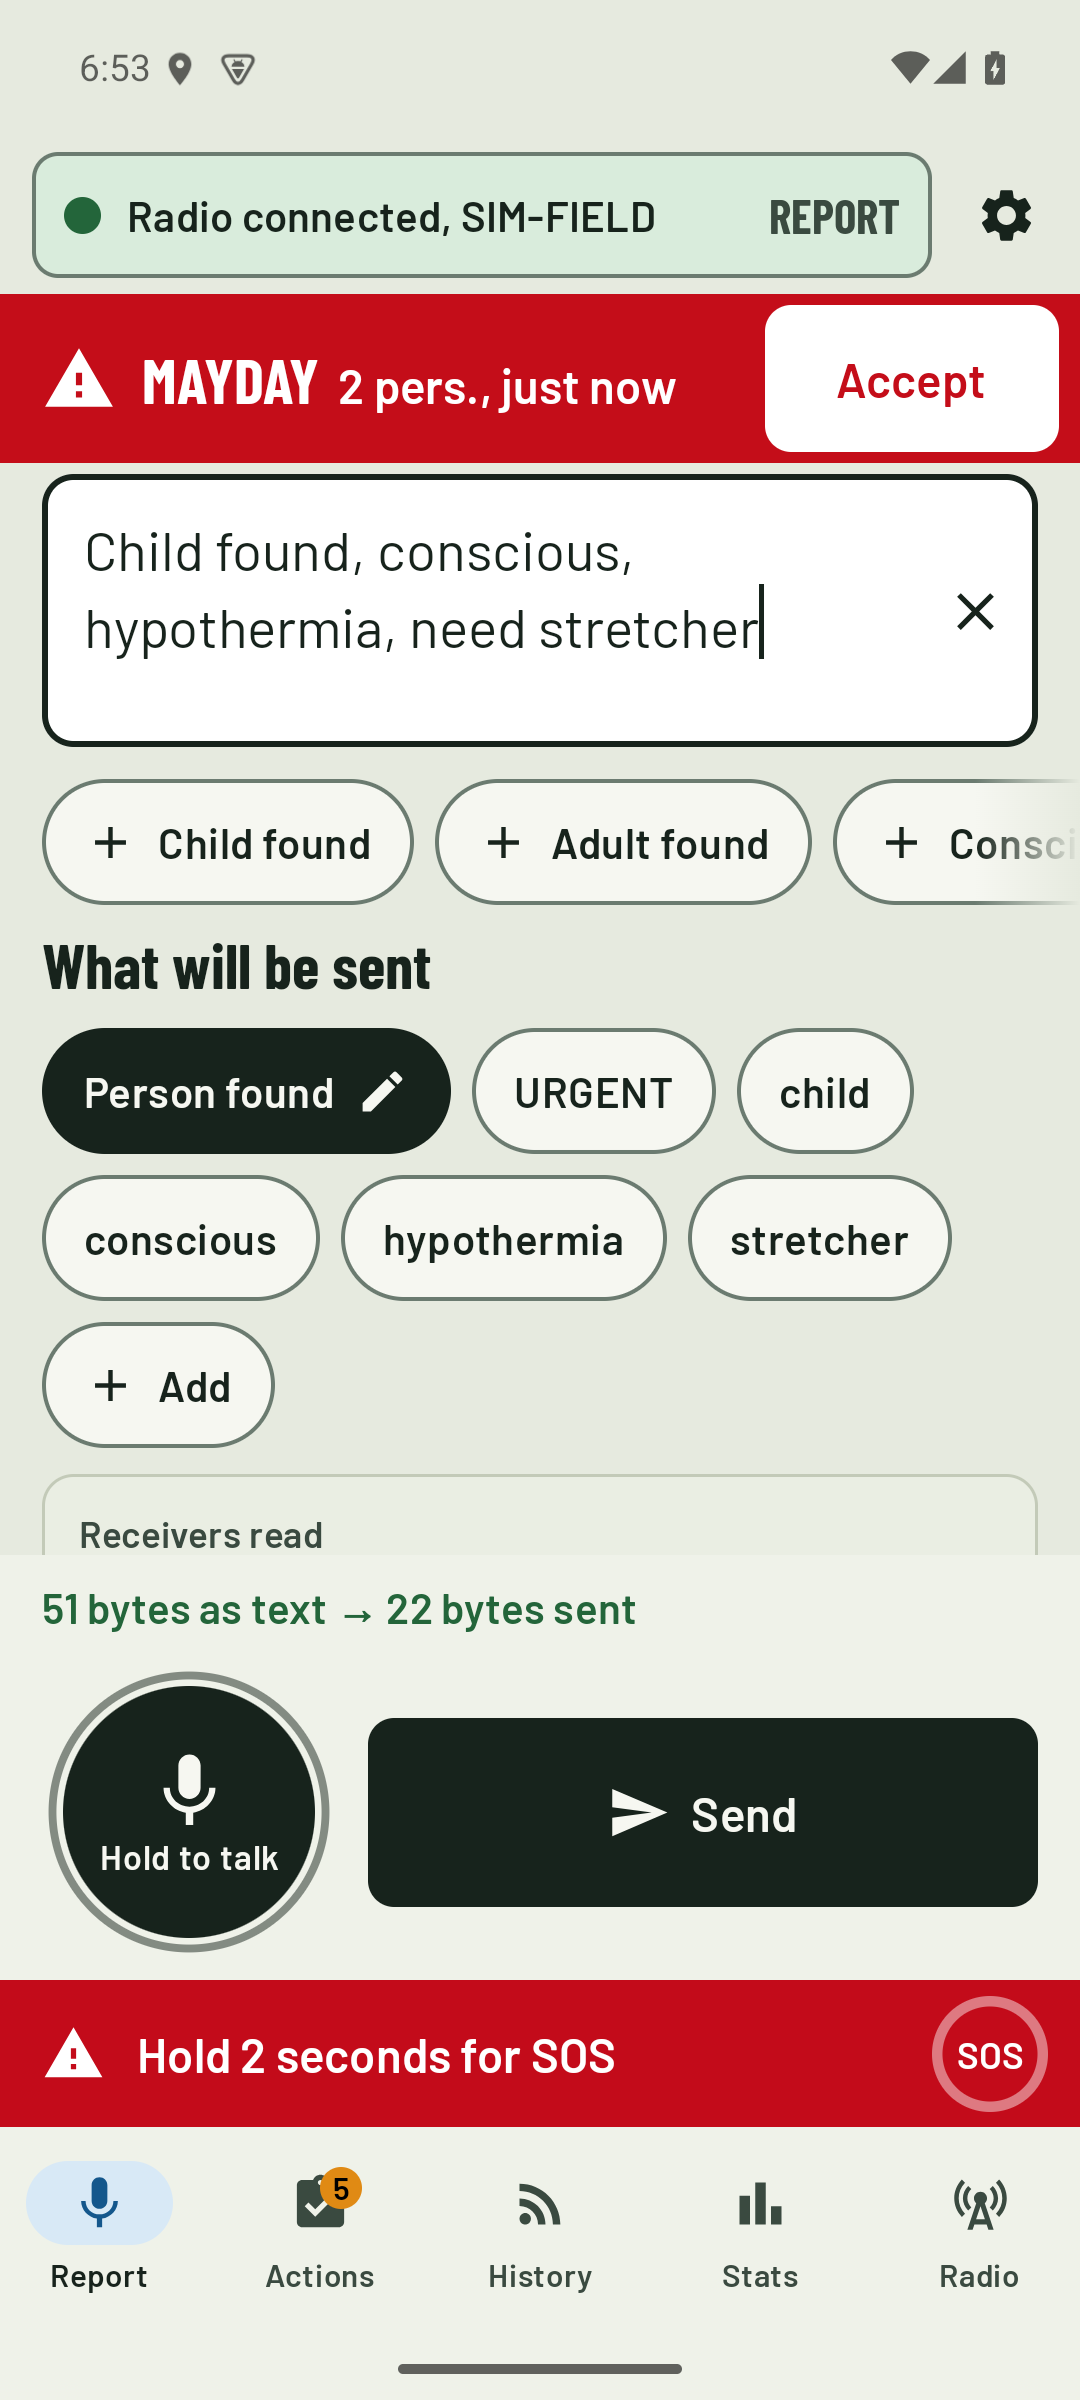 6:53
Radio connected, SIM-FIELD REPORT
MAYDAY 2 pers., just now Accept
Child found, conscious,
hypothermia, need stretcher
+ Child found + Adult found +
What will be sent
Person found URGENT child
conscious hypothermia stretcher
+ Add
Receivers read
51 bytes as text → 22 bytes sent
Hold to talk
Send
Hold 2 seconds for SOS SOS
5
Report Actions History Stats Radio